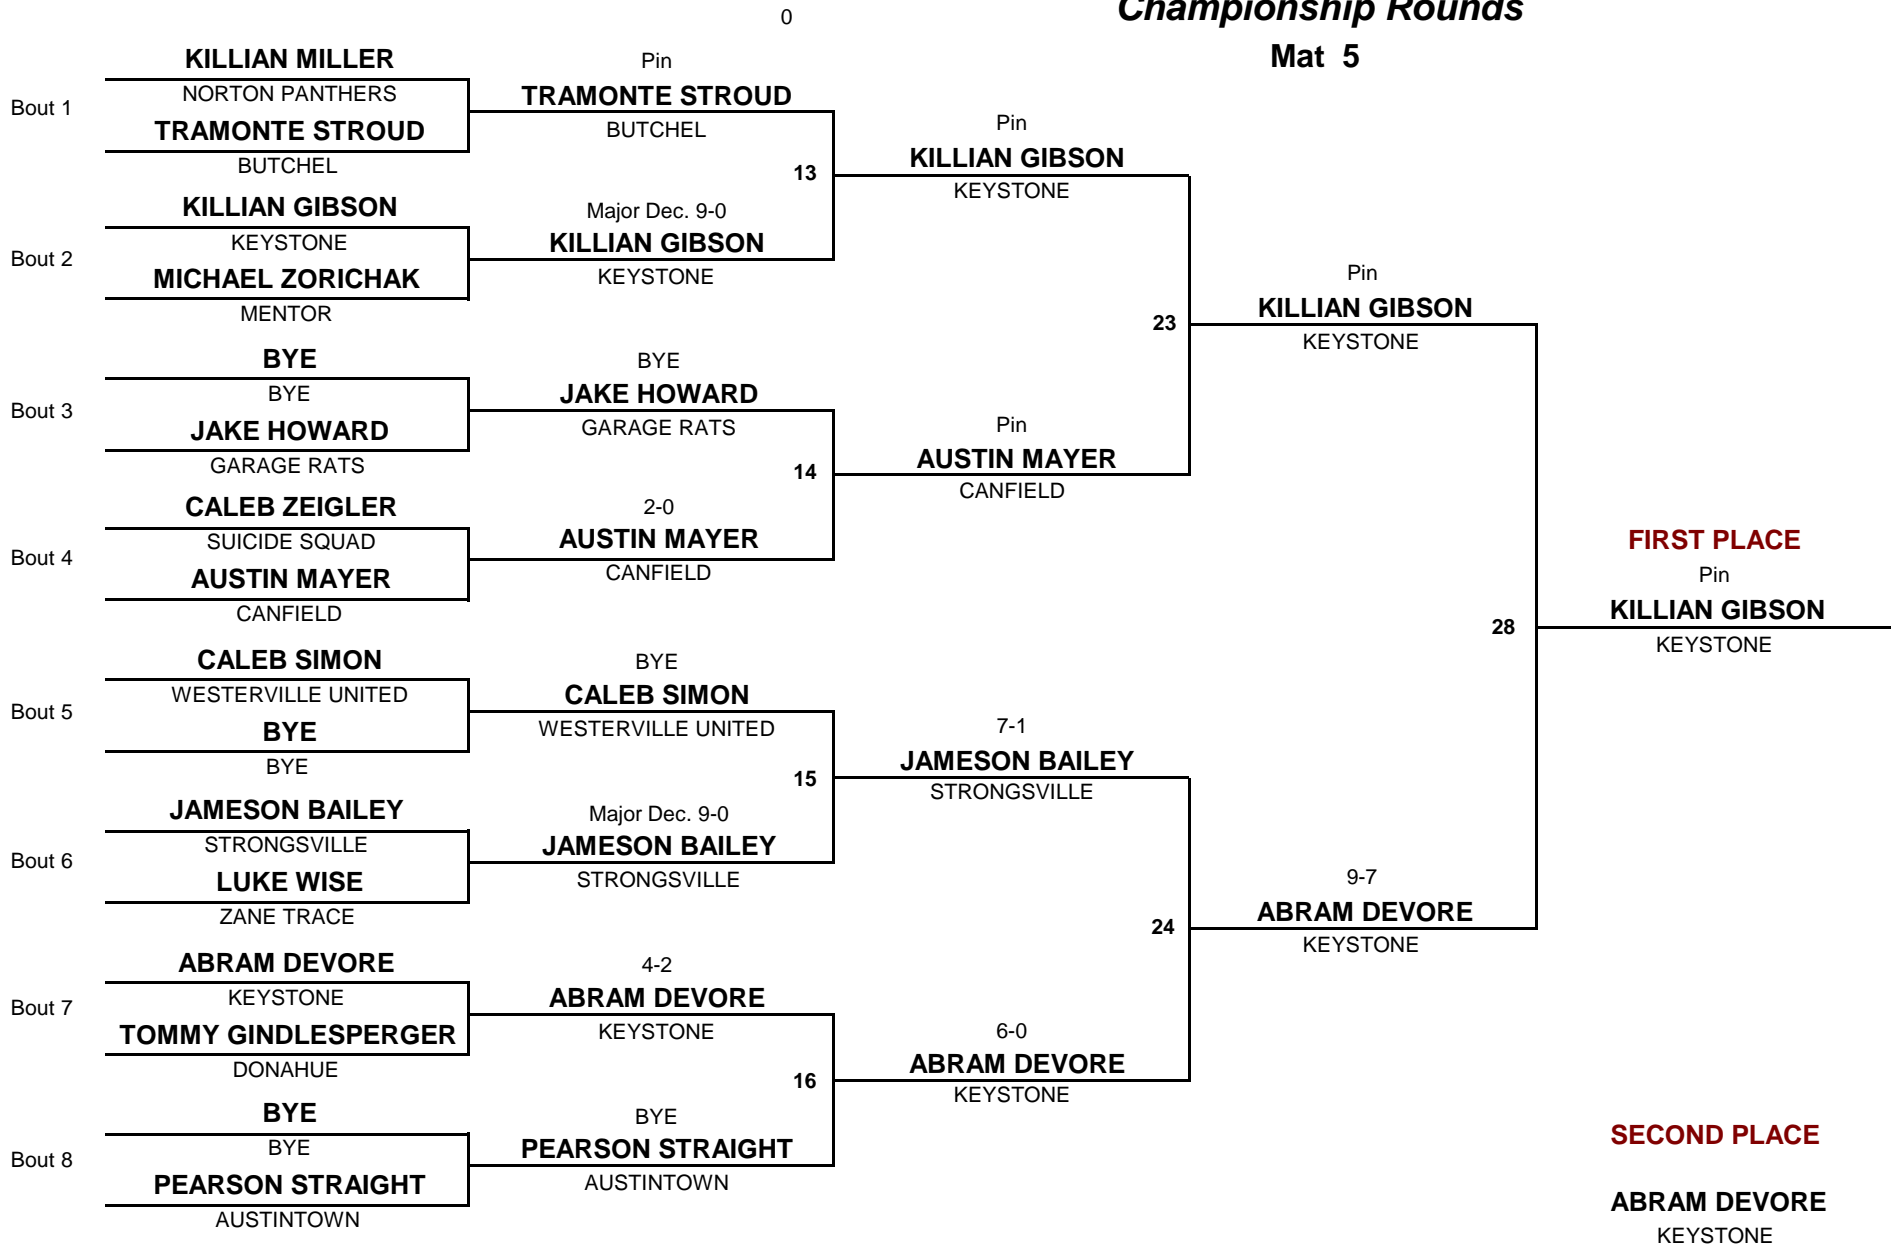 0
Championship Rounds
Mat 5
Bout 1
KILLIAN MILLER
NORTON PANTHERS
TRAMONTE STROUD
BUTCHEL
Bout 2
KILLIAN GIBSON
KEYSTONE
MICHAEL ZORICHAK
MENTOR
Bout 3
BYE
BYE
JAKE HOWARD
GARAGE RATS
Bout 4
CALEB ZEIGLER
SUICIDE SQUAD
AUSTIN MAYER
CANFIELD
Bout 5
CALEB SIMON
WESTERVILLE UNITED
BYE
BYE
Bout 6
JAMESON BAILEY
STRONGSVILLE
LUKE WISE
ZANE TRACE
Bout 7
ABRAM DEVORE
KEYSTONE
TOMMY GINDLESPERGER
DONAHUE
Bout 8
BYE
BYE
PEARSON STRAIGHT
AUSTINTOWN
Pin
TRAMONTE STROUD
BUTCHEL
13
Major Dec. 9-0
KILLIAN GIBSON
KEYSTONE
BYE
JAKE HOWARD
GARAGE RATS
14
2-0
AUSTIN MAYER
CANFIELD
BYE
CALEB SIMON
WESTERVILLE UNITED
15
Major Dec. 9-0
JAMESON BAILEY
STRONGSVILLE
4-2
ABRAM DEVORE
KEYSTONE
16
BYE
PEARSON STRAIGHT
AUSTINTOWN
Pin
KILLIAN GIBSON
KEYSTONE
23
Pin
AUSTIN MAYER
CANFIELD
7-1
JAMESON BAILEY
STRONGSVILLE
24
6-0
ABRAM DEVORE
KEYSTONE
Pin
KILLIAN GIBSON
KEYSTONE
28
9-7
ABRAM DEVORE
KEYSTONE
FIRST PLACE
Pin
KILLIAN GIBSON
KEYSTONE
SECOND PLACE
ABRAM DEVORE
KEYSTONE